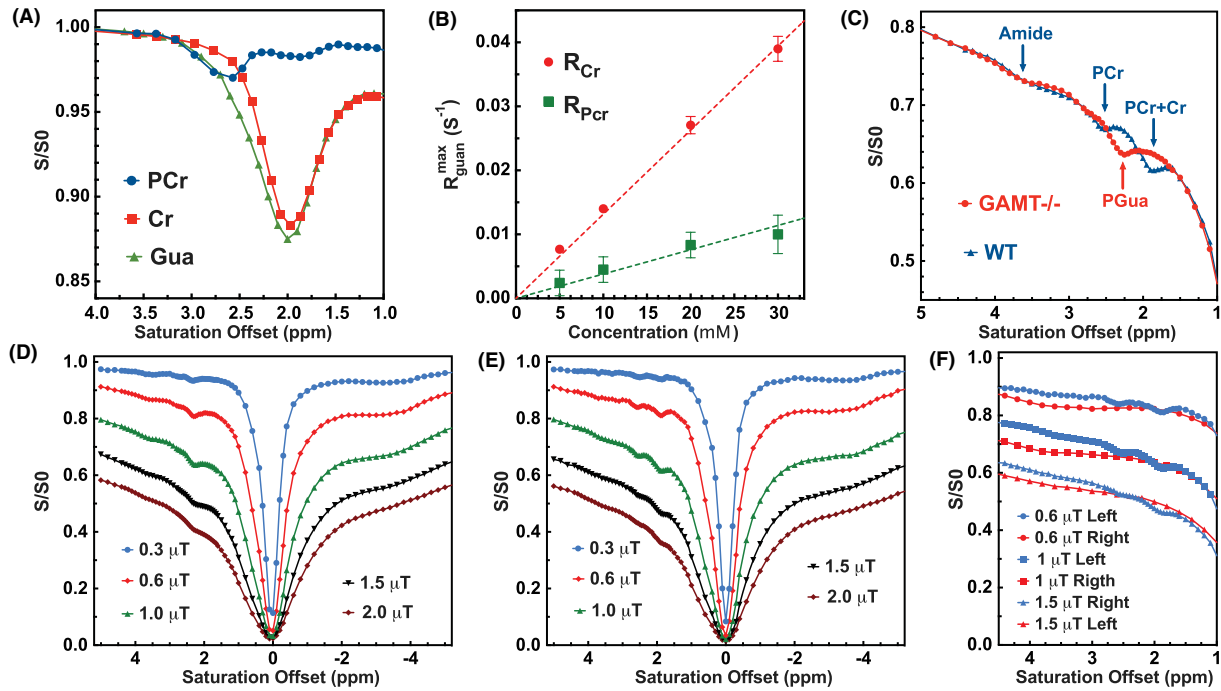 (A)
1.00
0.95
0.90
0.85
S/S0
PCr
Cr
Gua
4.0 3.5 3.0 2.5 2.0 1.5 1.0
Saturation Offset (ppm)
(B)
0.04
0.03
0.02
0.01
0.00
R guan max (S-1)
RCr
RPcr
0 5 10 15 20 25 30
Concentration (mM)
(C)
0.8
0.7
0.6
0.5
S/S0
Amide
PCr
PCr+Cr
PGua
GAMT-/-
WT
5 4 3 2 1
Saturation Offset (ppm)
(D)
1.0
0.8
0.6
0.4
0.2
0.0
S/S0
0.3 μT
0.6 μT
1.0 μT
1.5 μT
2.0 μT
4 2 0 -2 -4
Saturation Offset (ppm)
(E)
1.0
0.8
0.6
0.4
0.2
0.0
S/S0
0.3 μT
0.6 μT
1.0 μT
1.5 μT
2.0 μT
4 2 0 -2 -4
Saturation Offset (ppm)
(F)
1.0
0.8
0.6
0.4
0.2
0.0
S/S0
0.6 μT Left
0.6 μT Right
1 μT Left
1 μT Rigth
1.5 μT Right
1.5 μT Left
4 3 2 1
Saturation Offset (ppm)